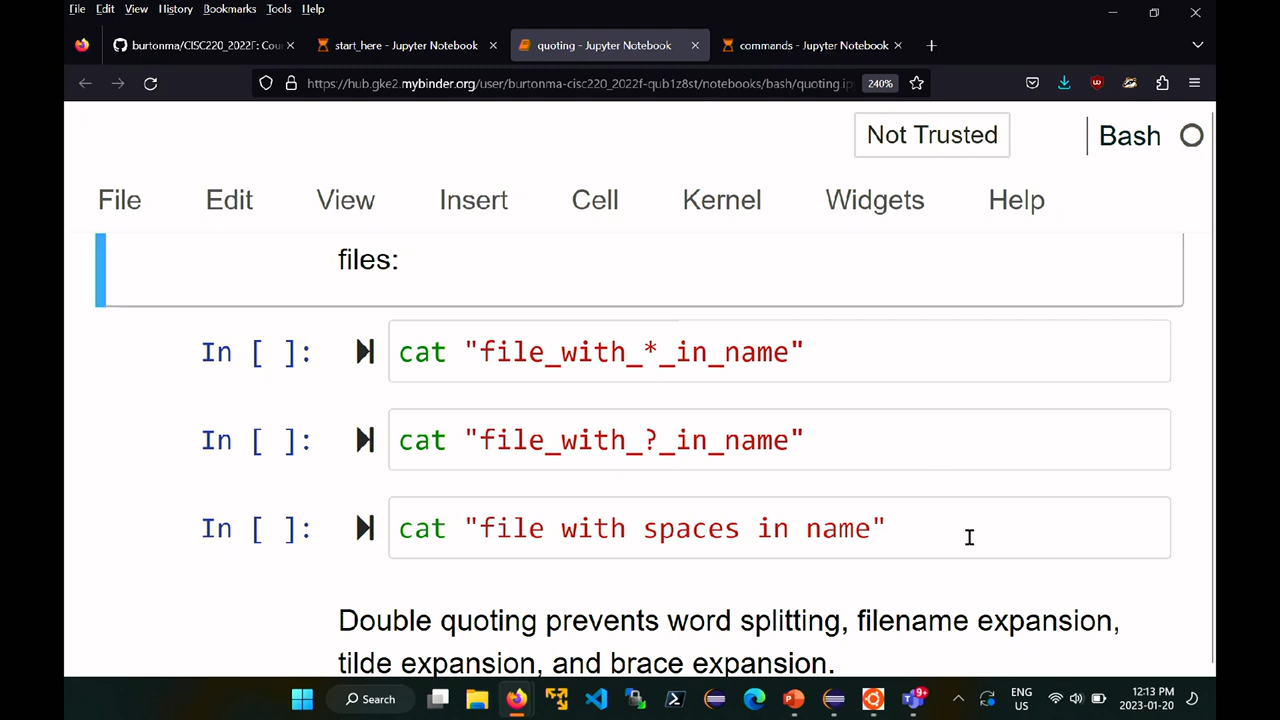 File Edit View History Bookmarks Tools Help
burtonma/CISC220_2022F: Cou
start_here - Jupyter Notebook
quoting - Jupyter Notebook
commands - Jupyter Notebook
https://hub.gke2.mybinder.org/user/burtonma-cisc220_2022f-qub1z8st/notebooks/bash/quoting.ip
240%
Not Trusted
Bash
File Edit View Insert Cell Kernel Widgets Help
files:
In [ ]: cat "file_with_*_in_name"
In [ ]: cat "file_with_?_in_name"
In [ ]: cat "file with spaces in name"
Double quoting prevents word splitting, filename expansion,
tilde expansion, and brace expansion.
Search
9+
ENG
US
12:13 PM
2023-01-20